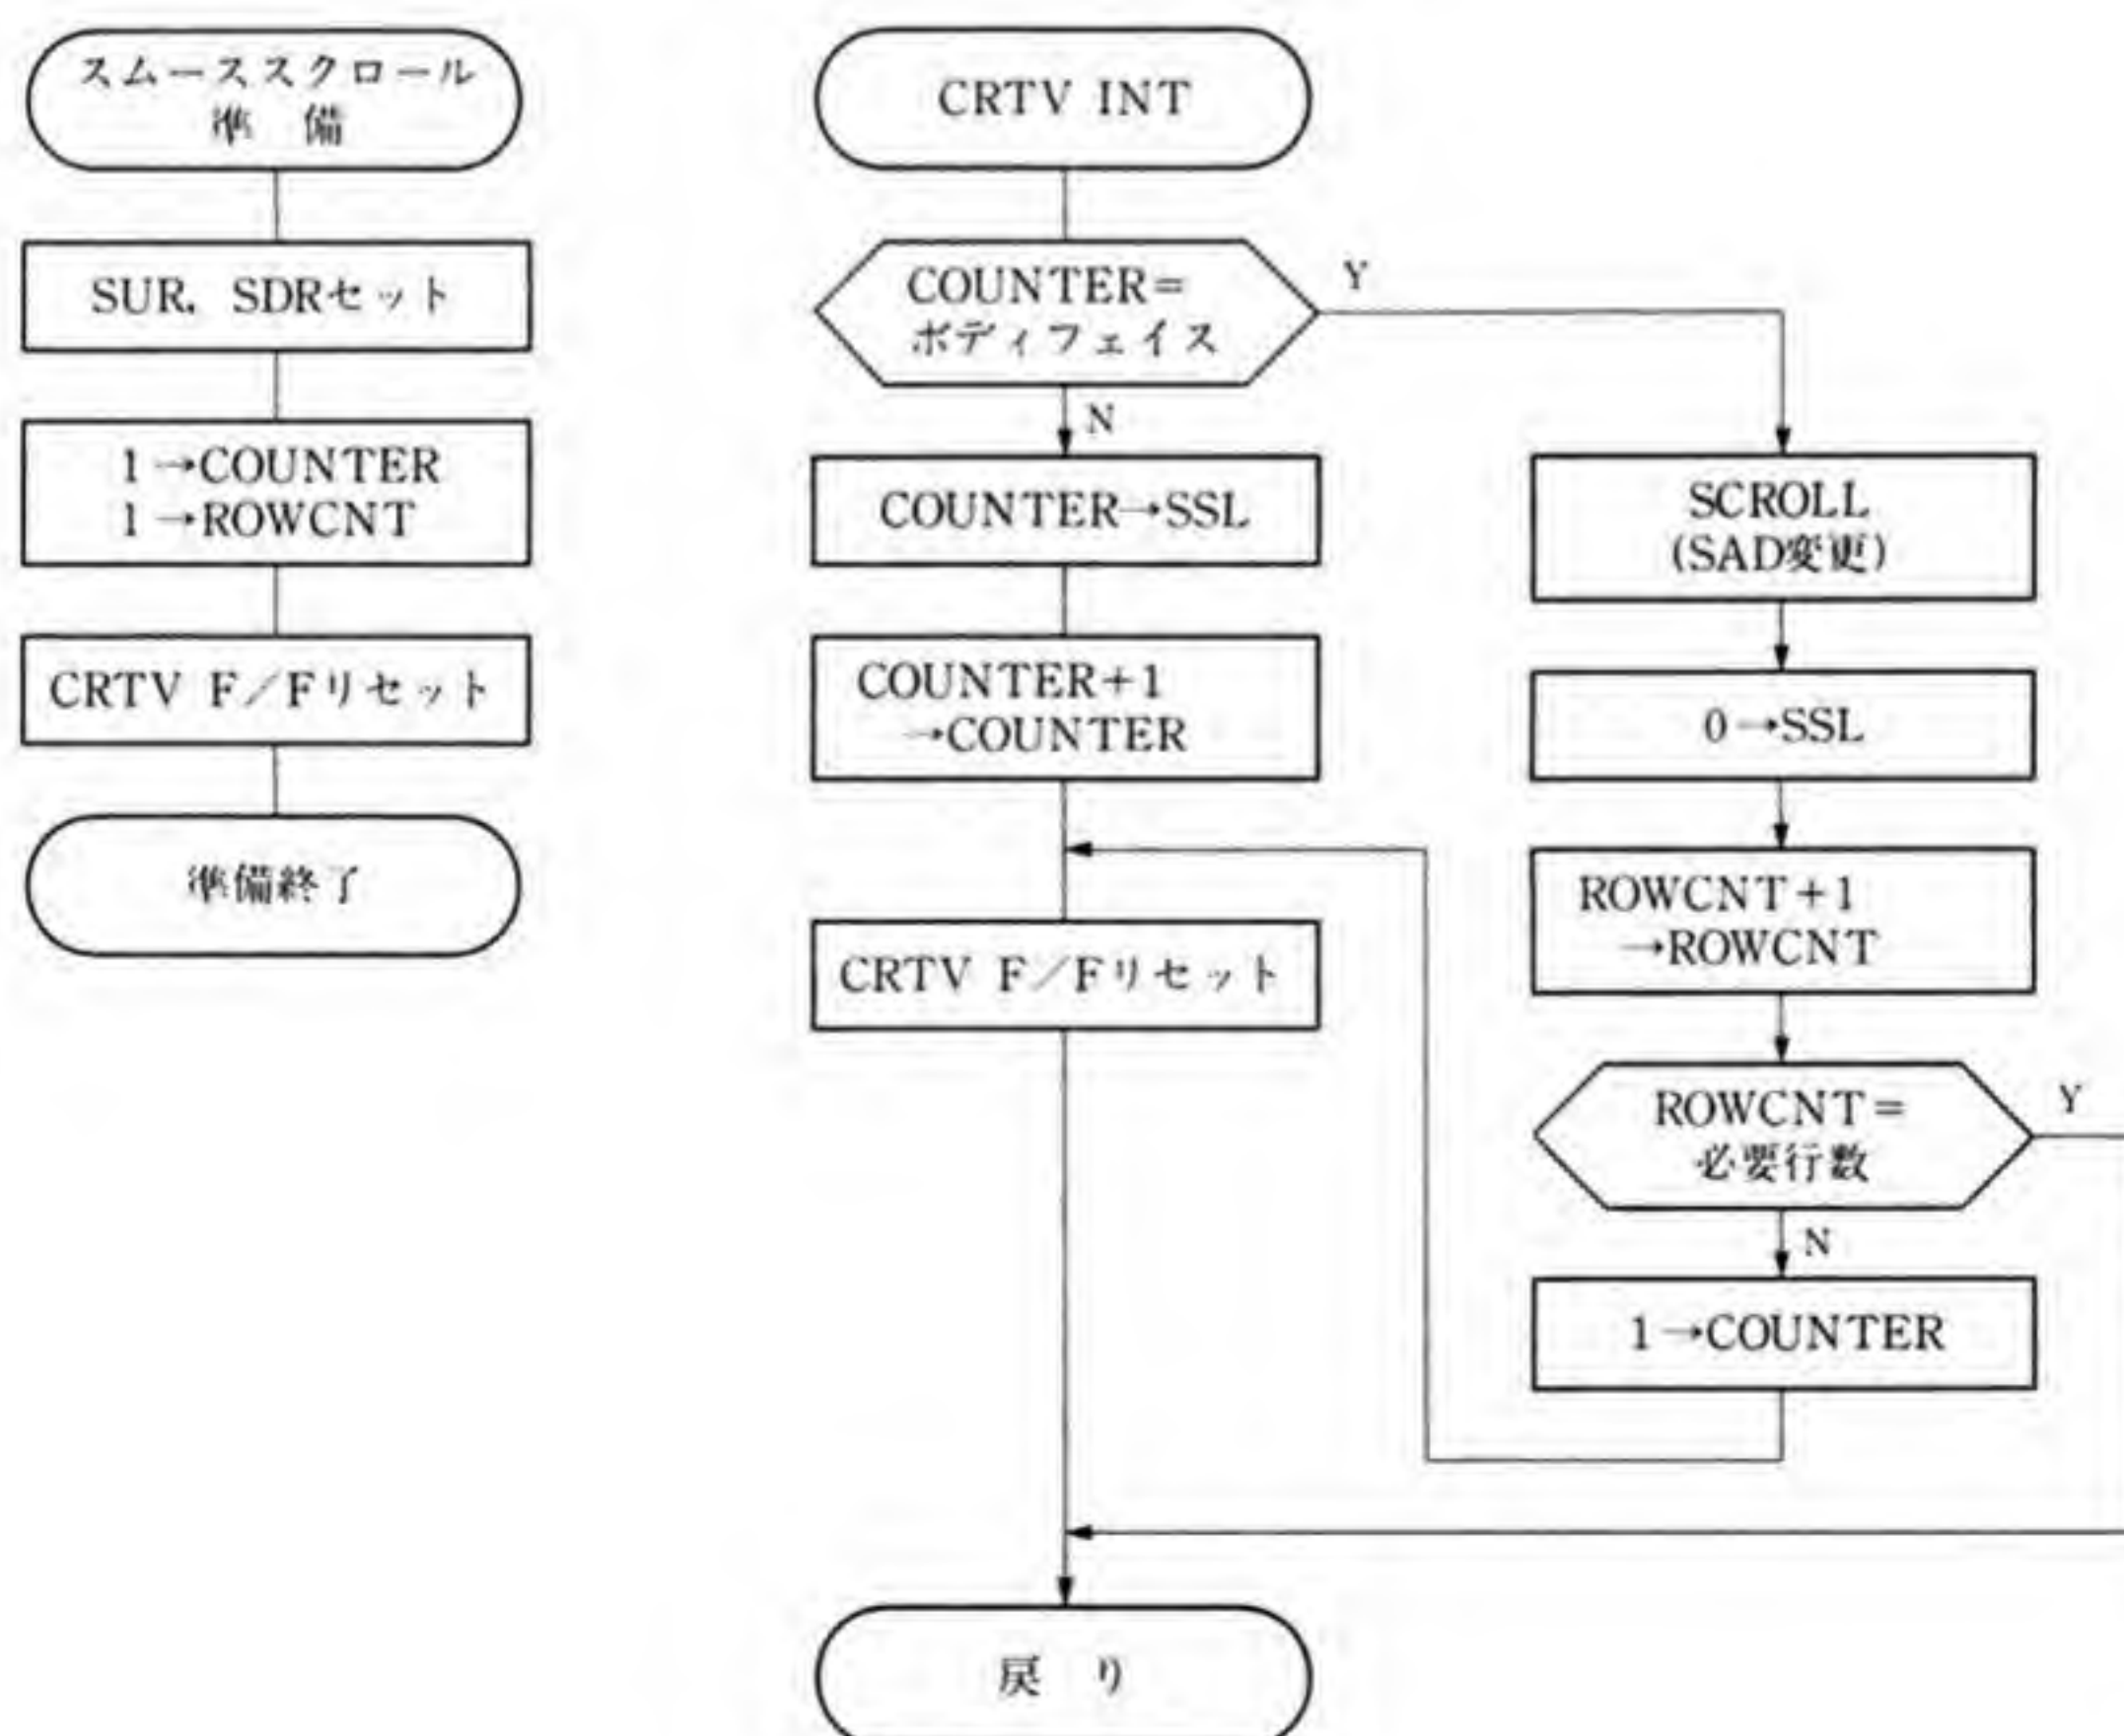 スムーススクロール
準 備
SUR, SDRセット
1→COUNTER
1→ROWCNT
CRTV F/Fリセット
準備終了
CRTV INT
COUNTER=
ボディフェイス
Y
N
COUNTER→SSL
COUNTER+1
→COUNTER
CRTV F/Fリセット
SCROLL
(SAD変更)
0→SSL
ROWCNT+1
→ROWCNT
ROWCNT=
必要行数
Y
N
1→COUNTER
戻 り